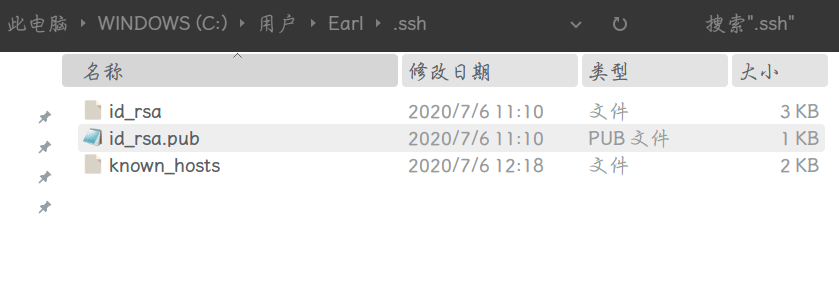 此电脑 WINDOWS (C:) 用户 Earl .ssh 搜索".ssh"
名称 修改日期 类型 大小
id_rsa 2020/7/6 11:10 文件 3 KB
id_rsa.pub 2020/7/6 11:10 PUB 文件 1 KB
known_hosts 2020/7/6 12:18 文件 2 KB